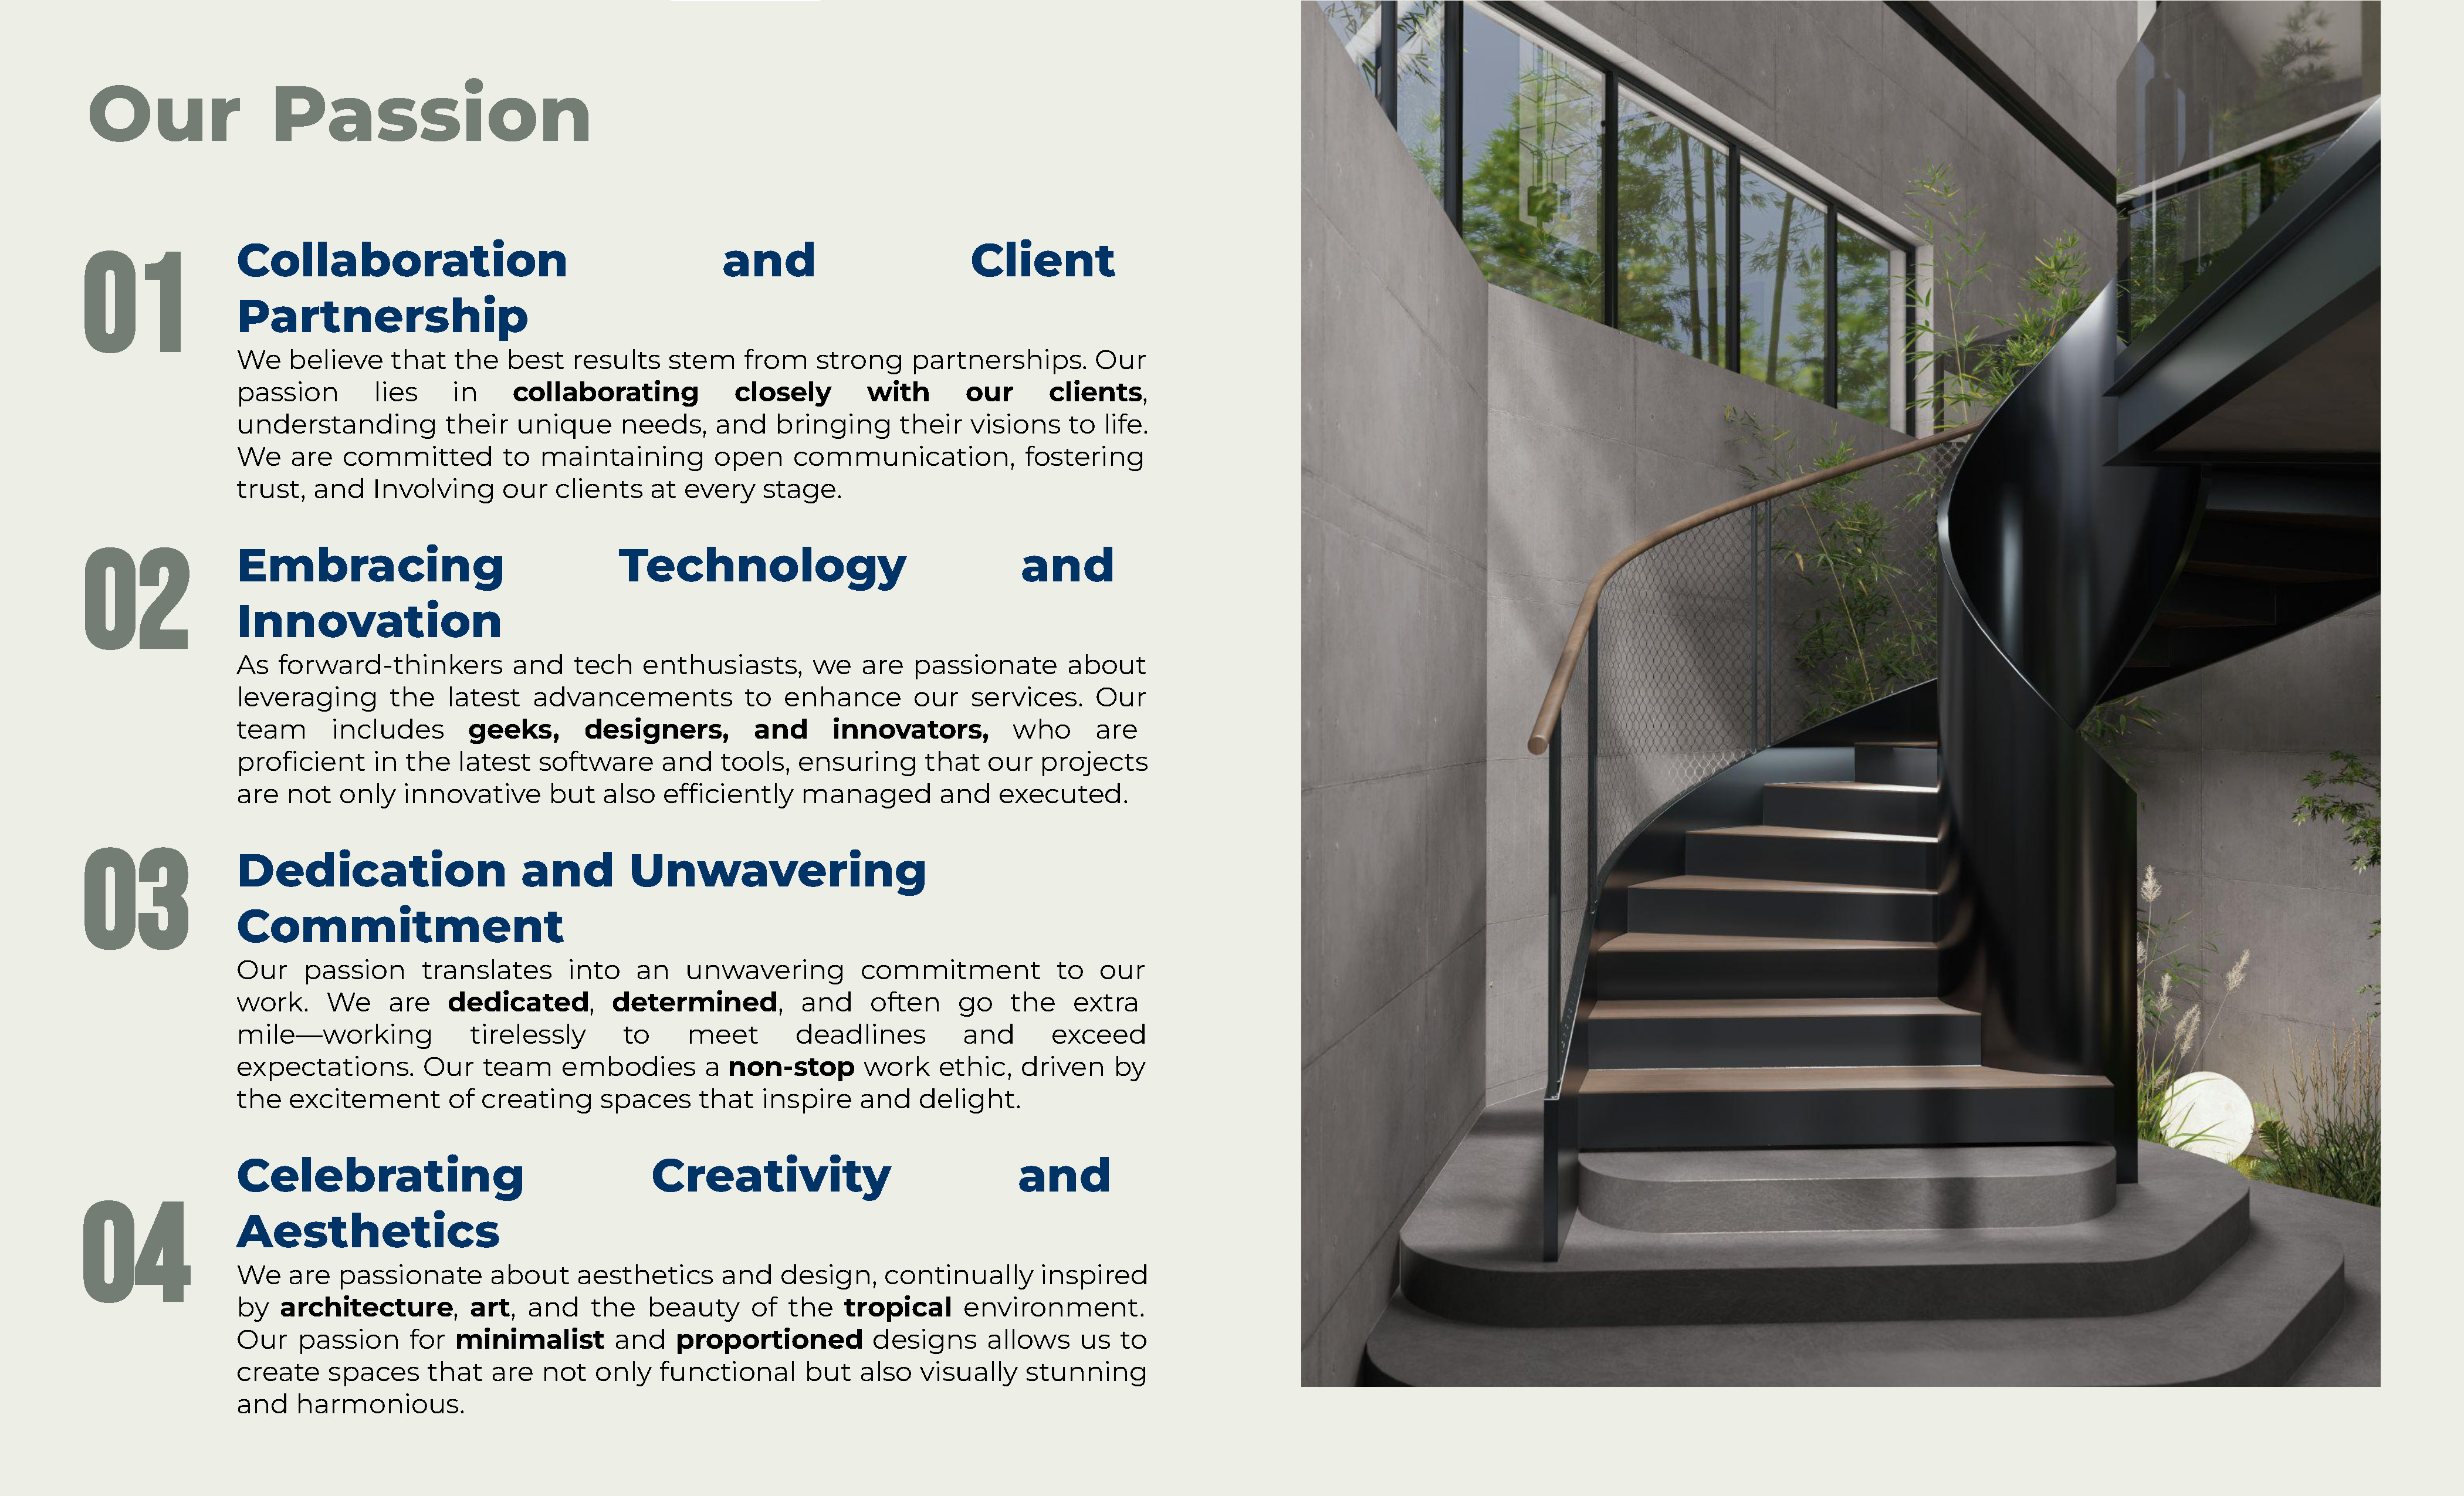 Our Passion
01
Collaboration and Client
Partnership
We believe that the best results stem from strong partnerships. Our
passion lies in collaborating closely with our clients,
understanding their unique needs, and bringing their visions to life.
We are committed to maintaining open communication, fostering
trust, and Involving our clients at every stage.
02
Embracing Technology and
Innovation
As forward-thinkers and tech enthusiasts, we are passionate about
leveraging the latest advancements to enhance our services. Our
team includes geeks, designers, and innovators, who are
proficient in the latest software and tools, ensuring that our projects
are not only innovative but also efficiently managed and executed.
03
Dedication and Unwavering
Commitment
Our passion translates into an unwavering commitment to our
work. We are dedicated, determined, and often go the extra
mile—working tirelessly to meet deadlines and exceed
expectations. Our team embodies a non-stop work ethic, driven by
the excitement of creating spaces that inspire and delight.
04
Celebrating Creativity and
Aesthetics
We are passionate about aesthetics and design, continually inspired
by architecture, art, and the beauty of the tropical environment.
Our passion for minimalist and proportioned designs allows us to
create spaces that are not only functional but also visually stunning
and harmonious.